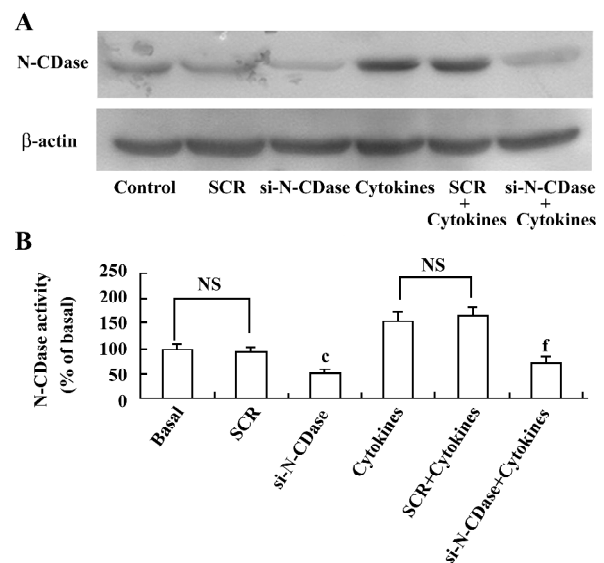 A
N-CDase
β-actin
Control SCR si-N-CDase Cytokines SCR + Cytokines si-N-CDase + Cytokines
B
N-CDase activity
(% of basal)
250
200
150
100
50
0
NS
NS
c
f
Basal
SCR
si-N-CDase
Cytokines
SCR+Cytokines
si-N-CDase+Cytokines